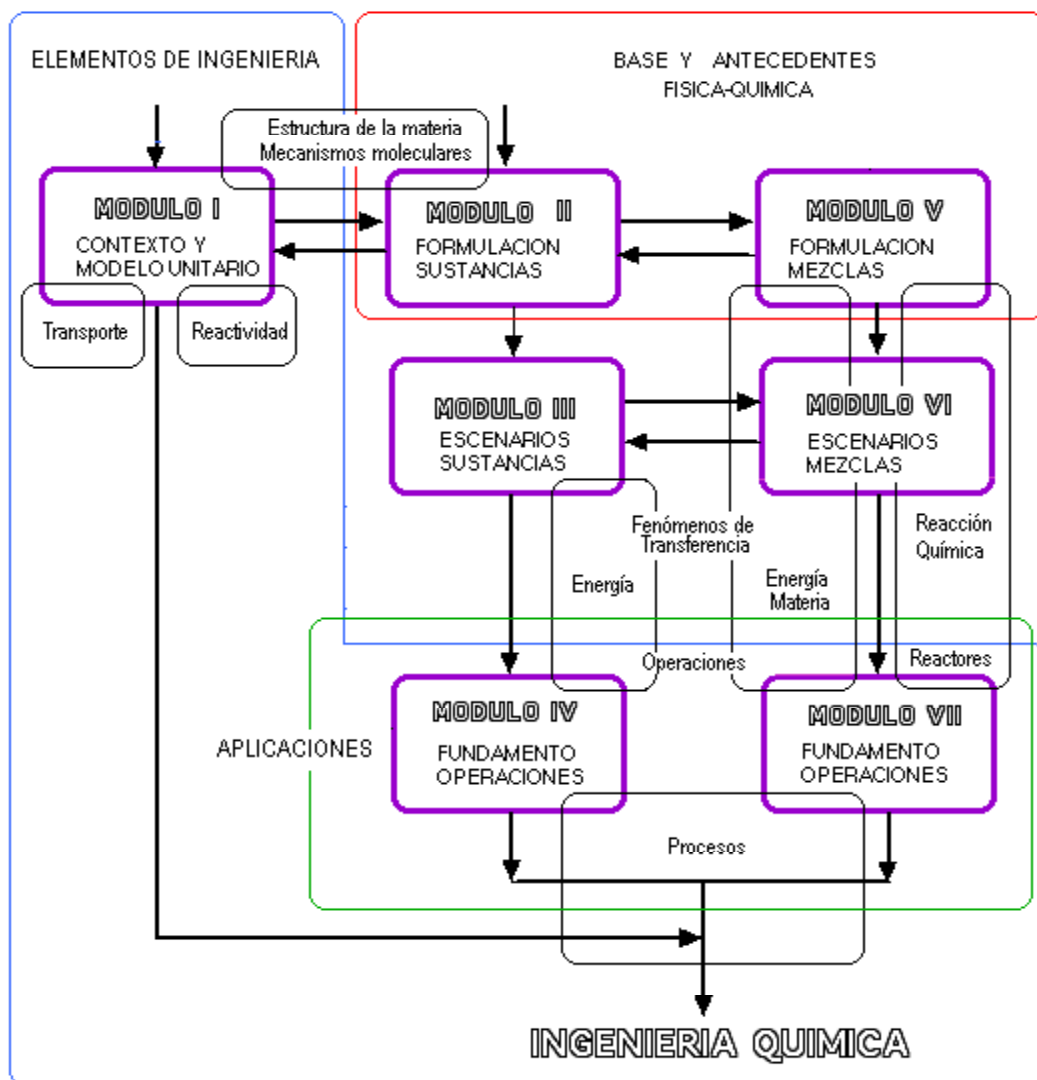 ELEMENTOS DE INGENIERIA
BASE Y ANTECEDENTES
FISICA-QUIMICA
Estructura de la materia
Mecanismos moleculares
MODULO I
CONTEXTO Y
MODELO UNITARIO
MODULO II
FORMULACION
SUSTANCIAS
MODULO V
FORMULACION
MEZCLAS
Transporte
Reactividad
MODULO III
ESCENARIOS
SUSTANCIAS
MODULO VI
ESCENARIOS
MEZCLAS
Fenómenos de
Transferencia
Reacción
Química
Energía
Energía
Materia
Operaciones
Reactores
APLICACIONES
MODULO IV
FUNDAMENTO
OPERACIONES
MODULO VII
FUNDAMENTO
OPERACIONES
Procesos
INGENIERIA QUIMICA